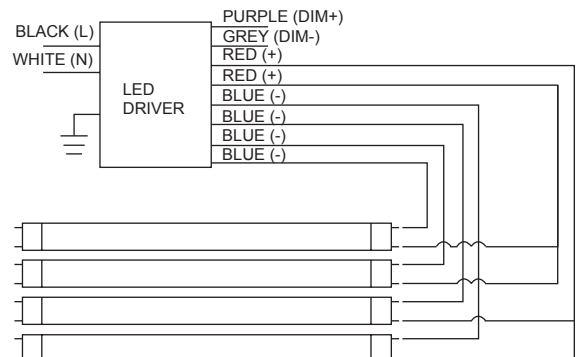 PURPLE (DIM+)
BLACK (L)
GREY (DIM-)
RED (+)
WHITE (N)
RED (+)
LED
DRIVER
BLUE (-)
BLUE (-)
BLUE (-)
BLUE (-)